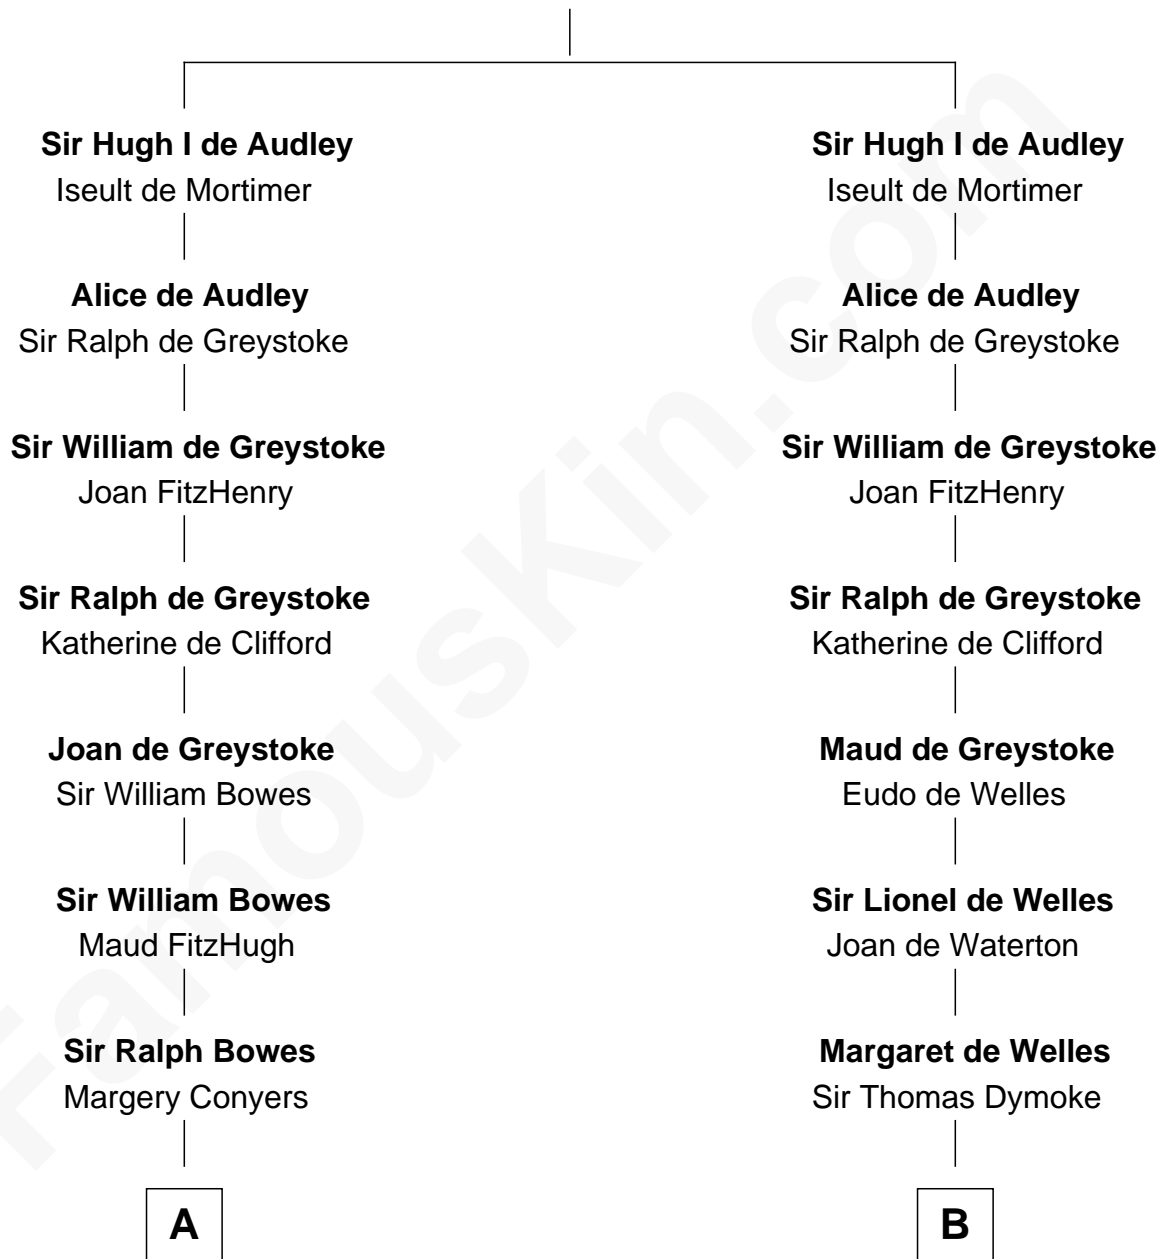 Sir Hugh I de Audley
Iseult de Mortimer
Alice de Audley
Sir Ralph de Greystoke
Sir William de Greystoke
Joan FitzHenry
Sir Ralph de Greystoke
Katherine de Clifford
Joan de Greystoke
Sir William Bowes
Sir William Bowes
Maud FitzHugh
Sir Ralph Bowes
Margery Conyers
A
Sir Hugh I de Audley
Iseult de Mortimer
Alice de Audley
Sir Ralph de Greystoke
Sir William de Greystoke
Joan FitzHenry
Sir Ralph de Greystoke
Katherine de Clifford
Maud de Greystoke
Eudo de Welles
Sir Lionel de Welles
Joan de Waterton
Margaret de Welles
Sir Thomas Dymoke
B
FamousKin.com